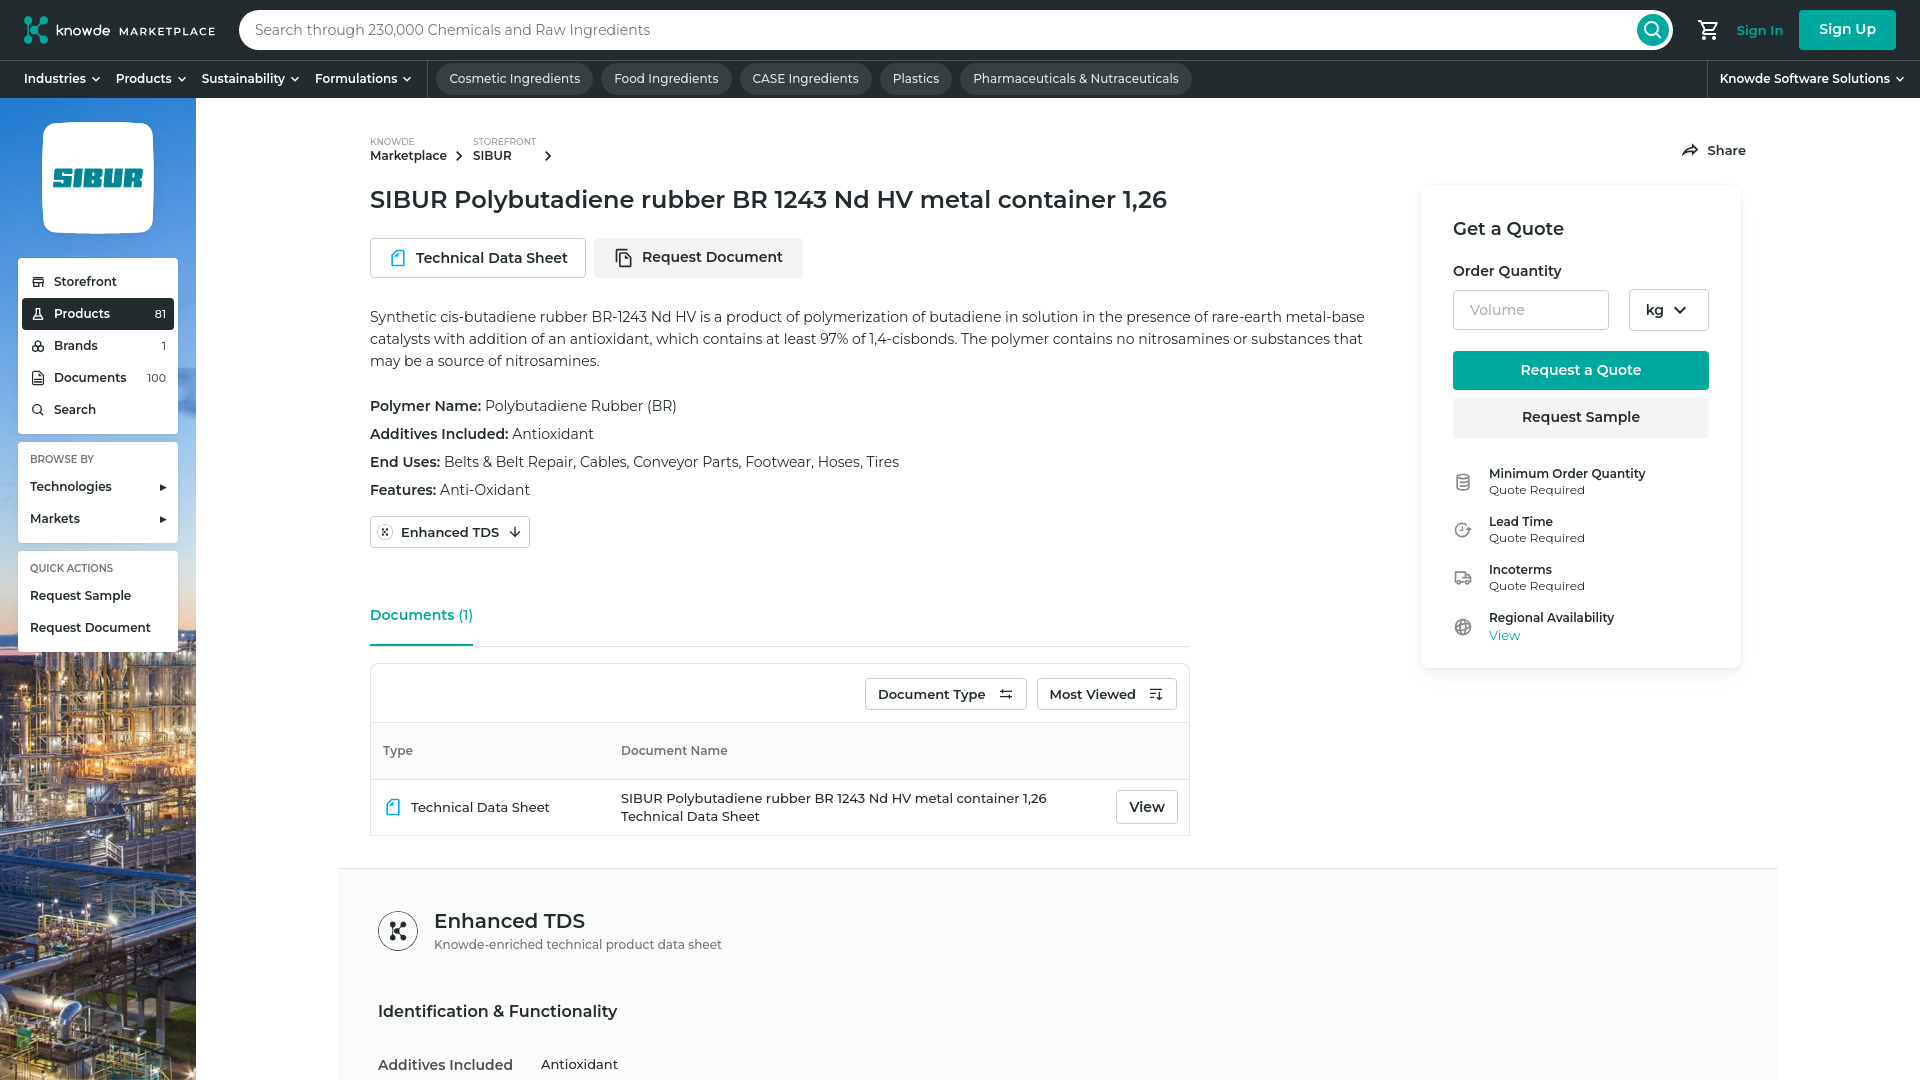 knowde MARKETPLACE
Search through 230,000 Chemicals and Raw Ingredients
Sign In
Sign Up
Industries
Products
Sustainability
Formulations
Cosmetic Ingredients
Food Ingredients
CASE Ingredients
Plastics
Pharmaceuticals & Nutraceuticals
Knowde Software Solutions
SIBUR
Storefront
Products 81
Brands 1
Documents 100
Search
BROWSE BY
Technologies
Markets
QUICK ACTIONS
Request Sample
Request Document
KNOWDE
Marketplace
STOREFRONT
SIBUR
Share
SIBUR Polybutadiene rubber BR 1243 Nd HV metal container 1,26
Technical Data Sheet
Request Document
Synthetic cis-butadiene rubber BR-1243 Nd HV is a product of polymerization of butadiene in solution in the presence of rare-earth metal-base
catalysts with addition of an antioxidant, which contains at least 97% of 1,4-cisbonds. The polymer contains no nitrosamines or substances that
may be a source of nitrosamines.
Polymer Name: Polybutadiene Rubber (BR)
Additives Included: Antioxidant
End Uses: Belts & Belt Repair, Cables, Conveyor Parts, Footwear, Hoses, Tires
Features: Anti-Oxidant
Enhanced TDS
Get a Quote
Order Quantity
Volume
kg
Request a Quote
Request Sample
Minimum Order Quantity
Quote Required
Lead Time
Quote Required
Incoterms
Quote Required
Regional Availability
View
Documents (1)
Document Type
Most Viewed
Type
Document Name
Technical Data Sheet
SIBUR Polybutadiene rubber BR 1243 Nd HV metal container 1,26
Technical Data Sheet
View
Enhanced TDS
Knowde-enriched technical product data sheet
Identification & Functionality
Additives Included
Antioxidant